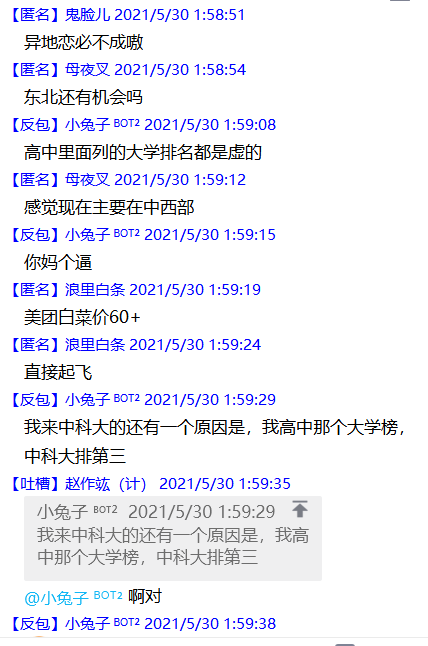 【匿名】鬼脸儿 2021/5/30 1:58:51
异地恋必不成嗷
【匿名】母夜叉 2021/5/30 1:58:54
东北还有机会吗
【反包】小兔子 BOT2 2021/5/30 1:59:08
高中里面列的大学排名都是虚的
【匿名】母夜叉 2021/5/30 1:59:12
感觉现在主要在中西部
【反包】小兔子 BOT2 2021/5/30 1:59:15
你妈个逼
【匿名】浪里白条 2021/5/30 1:59:19
美团白菜价60+
【匿名】浪里白条 2021/5/30 1:59:24
直接起飞
【反包】小兔子 BOT2 2021/5/30 1:59:29
我来中科大的还有一个原因是，我高中那个大学榜，
中科大排第三
【吐槽】赵作竑（计） 2021/5/30 1:59:35
小兔子 BOT2 2021/5/30 1:59:29
我来中科大的还有一个原因是，我高
中那个大学榜，中科大排第三
@小兔子 BOT2 啊对
【反包】小兔子 BOT2 2021/5/30 1:59:38